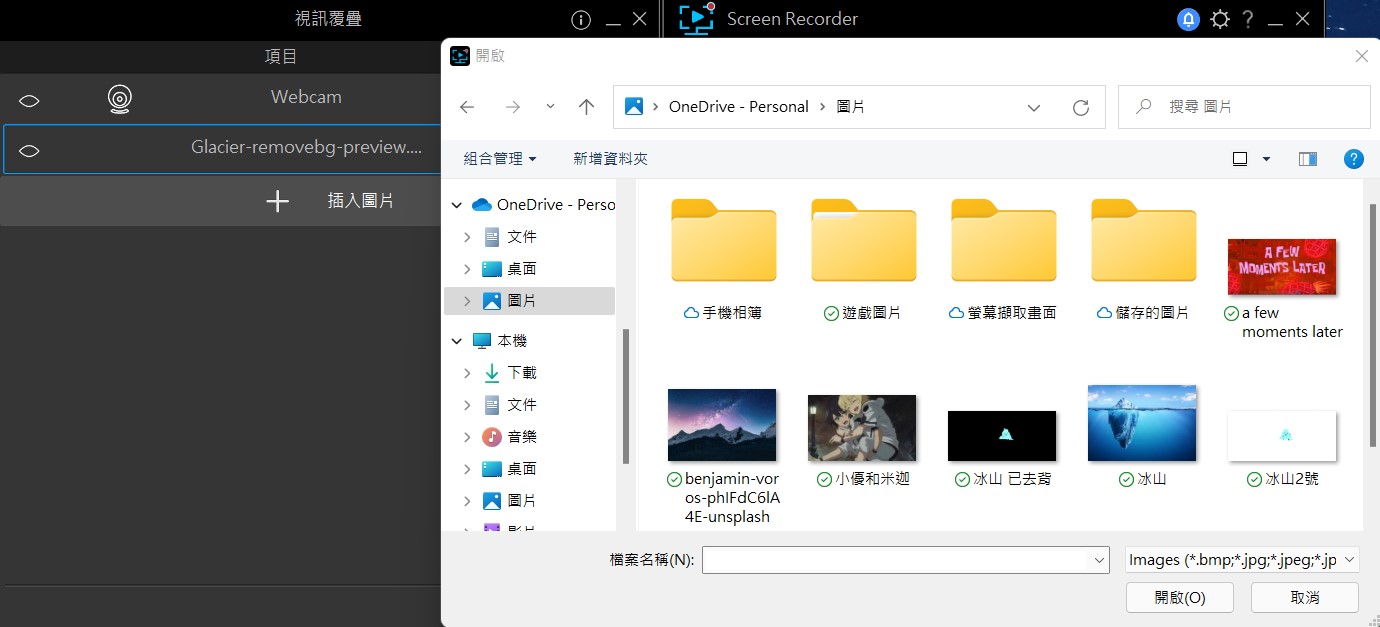 視訊覆疊
Screen Recorder
項目
Webcam
Glacier-removebg-preview....
插入圖片
開啟
OneDrive - Personal
圖片
搜尋 圖片
組合管理
新增資料夾
OneDrive - Perso
文件
桌面
圖片
本機
下載
文件
音樂
桌面
圖片
影片
手機相簿
遊戲圖片
螢幕擷取畫面
儲存的圖片
A FEW
MOMENTS LATER
a few
moments later
benjamin-vor
os-phIFdC6lA
4E-unsplash
小優和米迦
冰山 已去背
冰山
冰山2號
檔案名稱(N):
Images (*.bmp;*.jpg;*.jpeg;*.jp
開啟(O)
取消